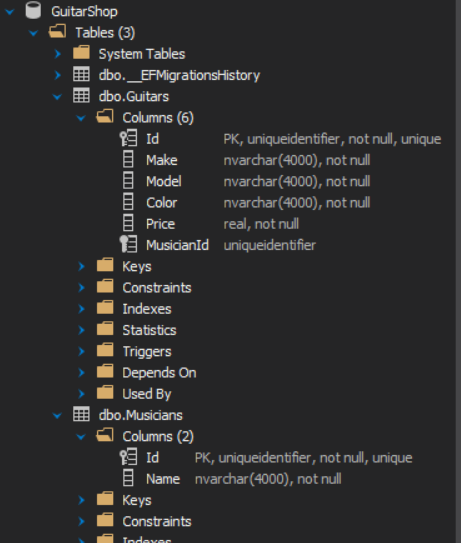 GuitarShop
Tables (3)
System Tables
dbo.__EFMigrationsHistory
dbo.Guitars
Columns (6)
Id PK, uniqueidentifier, not null, unique
Make nvarchar(4000), not null
Model nvarchar(4000), not null
Color nvarchar(4000), not null
Price real, not null
MusicianId uniqueidentifier
Keys
Constraints
Indexes
Statistics
Triggers
Depends On
Used By
dbo.Musicians
Columns (2)
Id PK, uniqueidentifier, not null, unique
Name nvarchar(4000), not null
Keys
Constraints
Indexes